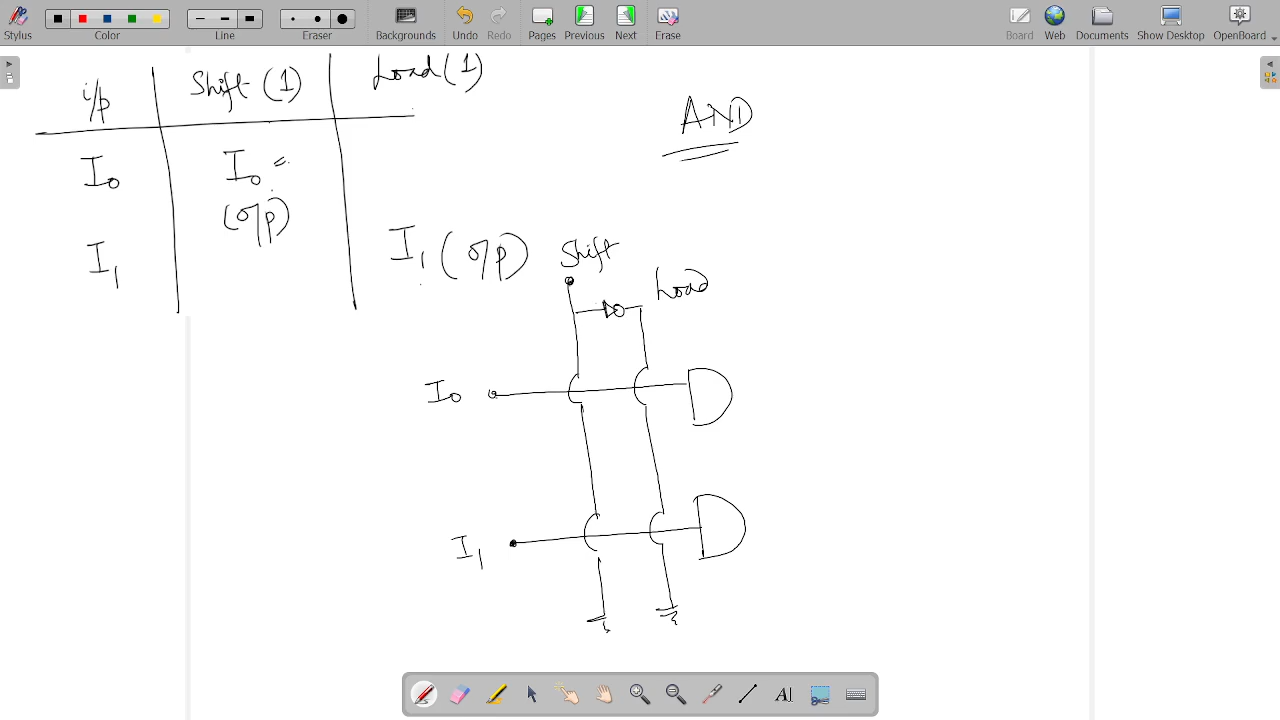 Stylus
Color
Line
Eraser
Backgrounds
Undo
Redo
Pages
Previous
Next
Erase
Board
Web
Documents
Show Desktop
OpenBoard
i/p Shift (1) Load (1)
AND
I0 I0 =
(o/p)
I1 I1 (o/p)
Shift
Load
I0
I1